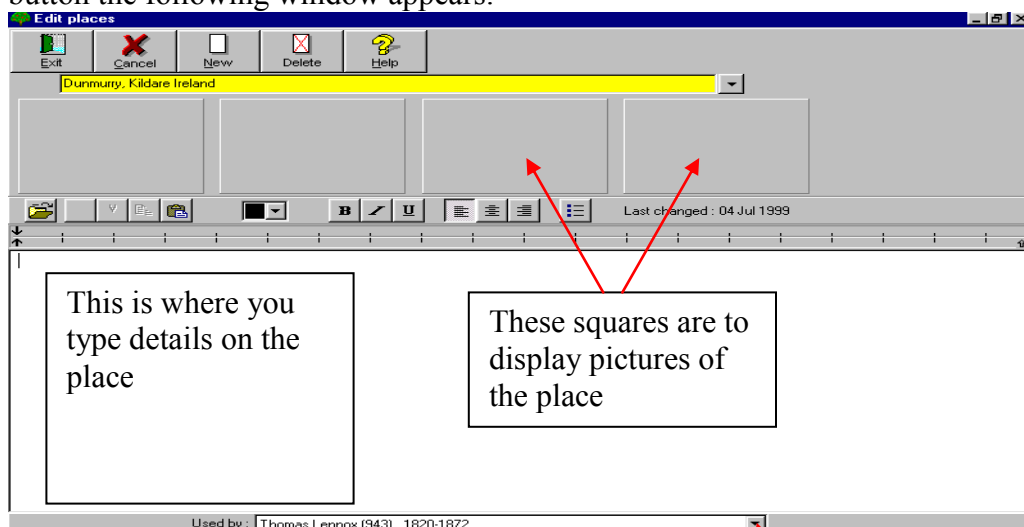 button the following window appears:
Edit places
Exit Cancel New Delete Help
Dunmurry, Kildare Ireland
B I U Last changed : 04 Jul 1999
This is where you
type details on the
place
These squares are to
display pictures of
the place
Used by : Thomas Lennox (943) 1820-1872